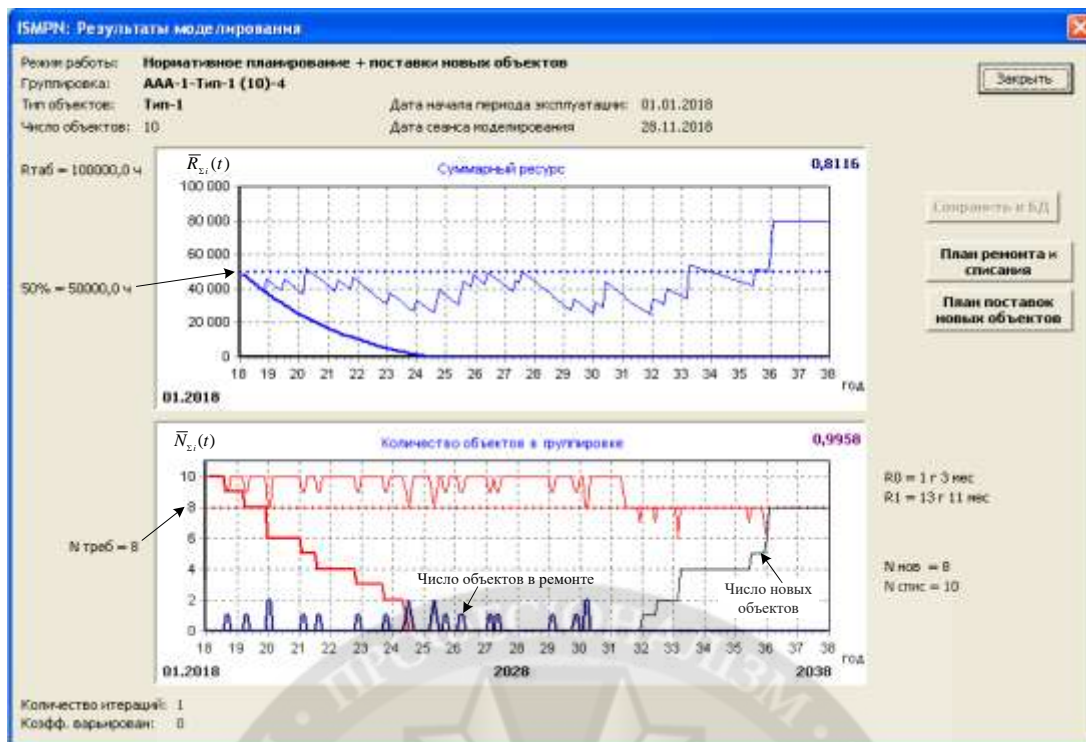 ISMPN: Результаты моделирования
Режим работы: Нормативное планирование + поставки новых объектов
Группировка: ААА-1-Тип-1 (10)-4
Тип объектов: Тип-1
Дата начала периода эксплуатации: 01.01.2018
Число объектов: 10
Дата сеанса моделирования 28.11.2018
Закрыть
Rтаб = 100000,0 ч
R̅Σi(t)
Суммарный ресурс
0,8116
100 000
80 000
60 000
40 000
20 000
0
50% = 50000,0 ч
18 19 20 21 22 23 24 25 26 27 28 29 30 31 32 33 34 35 36 37 38
год
01.2018
Сохранить в БД
План ремонта и
списания
План поставок
новых объектов
N̅Σi(t)
Количество объектов в группировке
0,9958
10
8
6
4
2
0
N треб = 8
Число объектов в ремонте
Число новых
объектов
18 19 20 21 22 23 24 25 26 27 28 29 30 31 32 33 34 35 36 37 38
год
01.2018 2028 2038
R0 = 1 г 3 мес
R1 = 13 г 11 мес
N нов = 8
N спис = 10
Количество итераций: 1
Коэфф. варьирован: 0
ПРОФЕССИОНАЛИЗМ